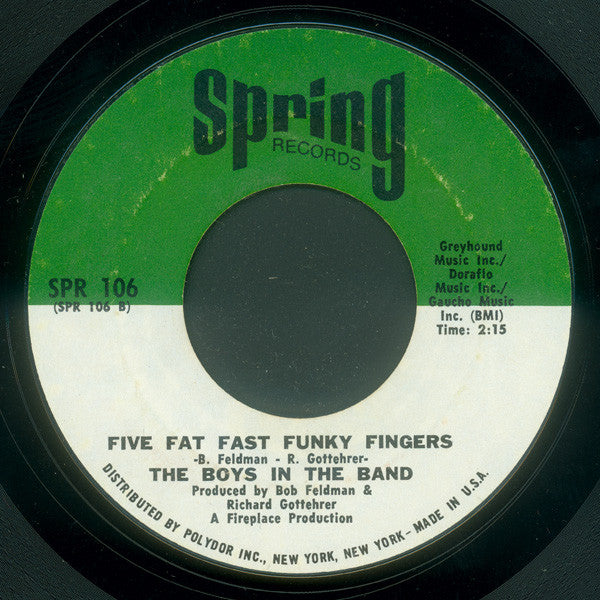 Spring
RECORDS
SPR 106
(SPR 106 B)
Greyhound
Music Inc./
Doraflo
Music Inc./
Gaucho Music
Inc. (BMI)
Time: 2:15
FIVE FAT FAST FUNKY FINGERS
-B. Feldman - R. Gottehrer-
THE BOYS IN THE BAND
Produced by Bob Feldman &
Richard Gottehrer
A Fireplace Production
DISTRIBUTED BY POLYDOR INC., NEW YORK, NEW YORK - MADE IN U.S.A.